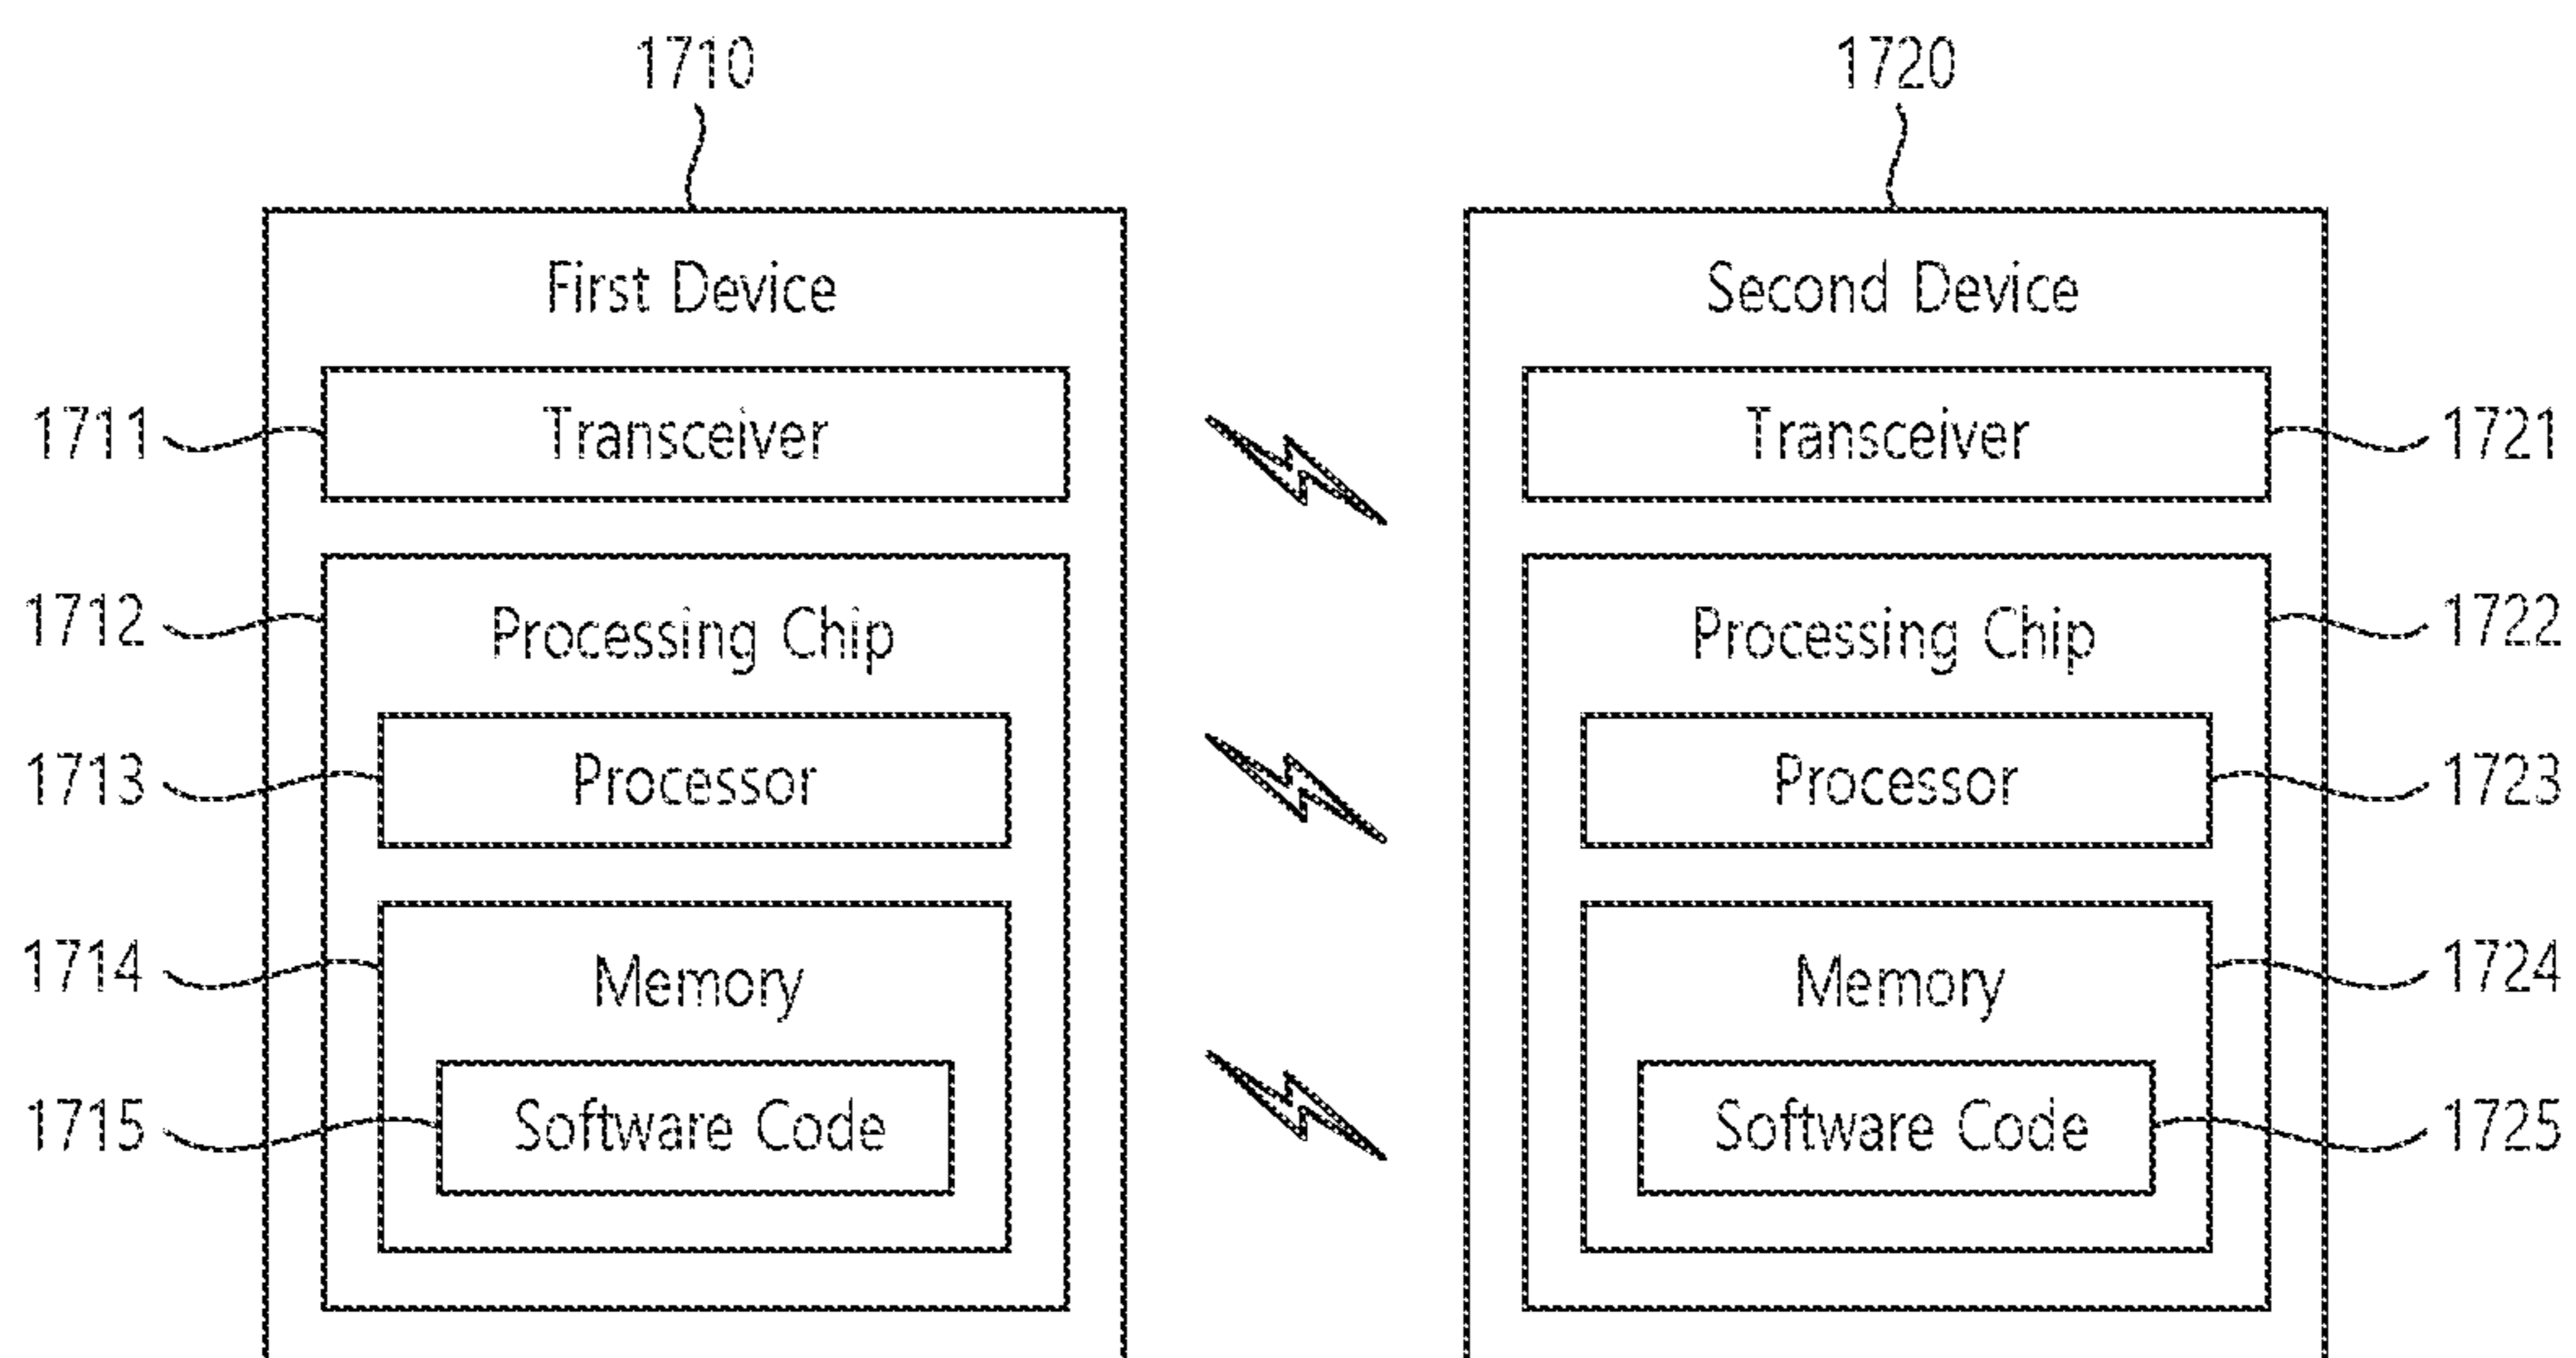 1710
1720
First Device
Second Device
1711
Transceiver
Transceiver
1721
1712
Processing Chip
Processing Chip
1722
1713
Processor
Processor
1723
1714
Memory
Memory
1724
1715
Software Code
Software Code
1725